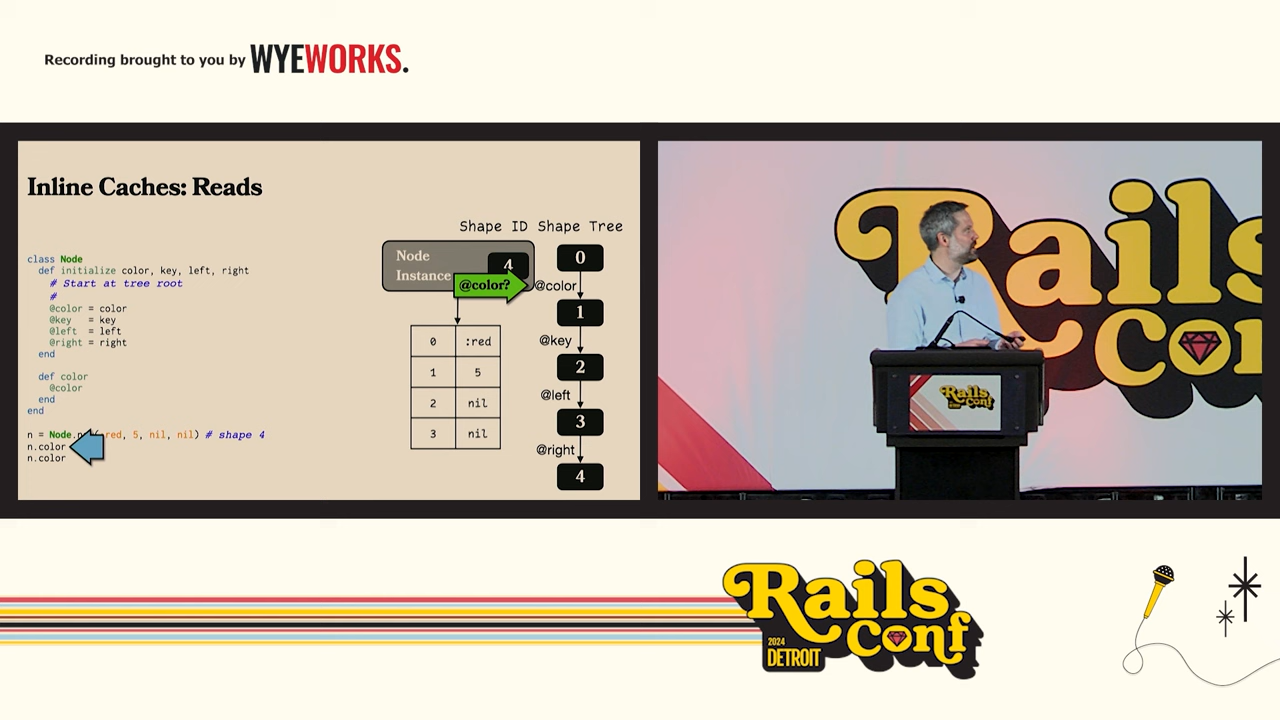 Recording brought to you by WYEWORKS.
Inline Caches: Reads
class Node
def initialize color, key, left, right
# Start at tree root
#
@color = color
@key = key
@left = left
@right = right
end
def color
@color
end
end
n = Node.n red, 5, nil, nil) # shape 4
n.color
n.color
Shape ID Shape Tree
Node
Instance
4
@color?
0 :red
1 5
2 nil
3 nil
0
@color
1
@key
2
@left
3
@right
4
Rails
Con
Rails
Conf
Rails
Conf
2024
DETROIT